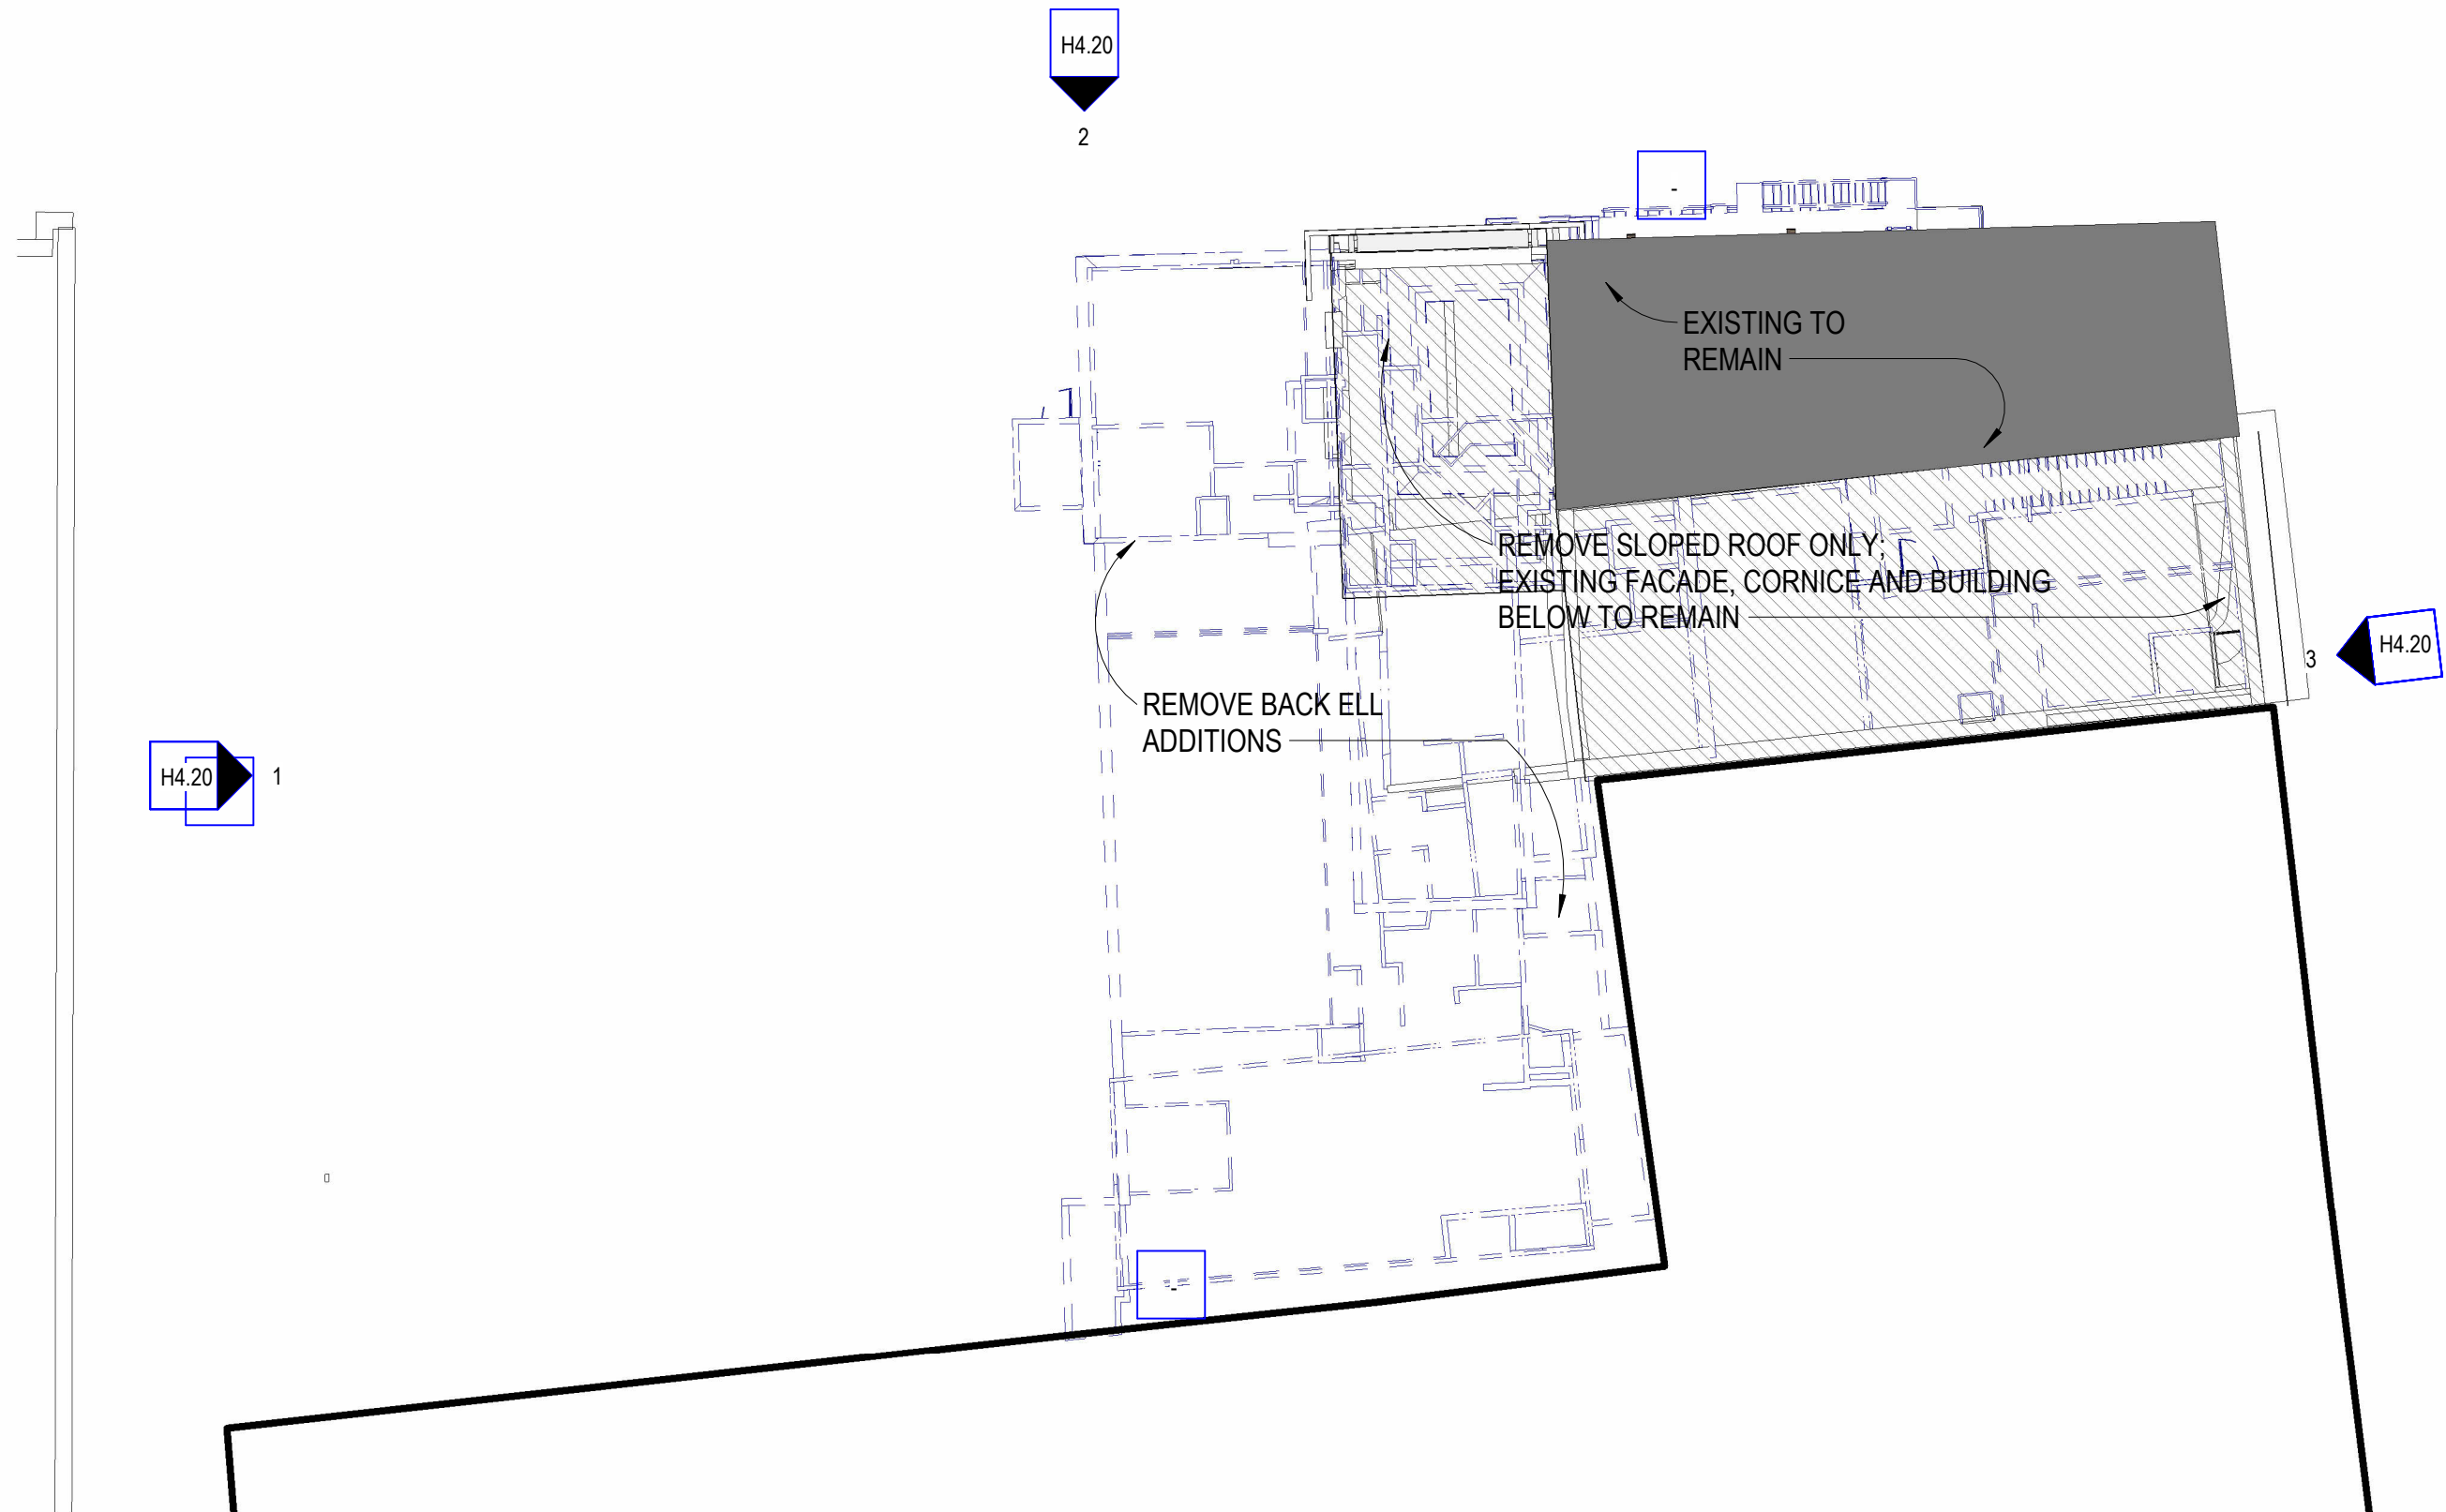 H4.20
2
-
EXISTING TO
REMAIN
REMOVE SLOPED ROOF ONLY;
EXISTING FACADE, CORNICE AND BUILDING
BELOW TO REMAIN
H4.20
3
REMOVE BACK ELL
ADDITIONS
H4.20
1
-